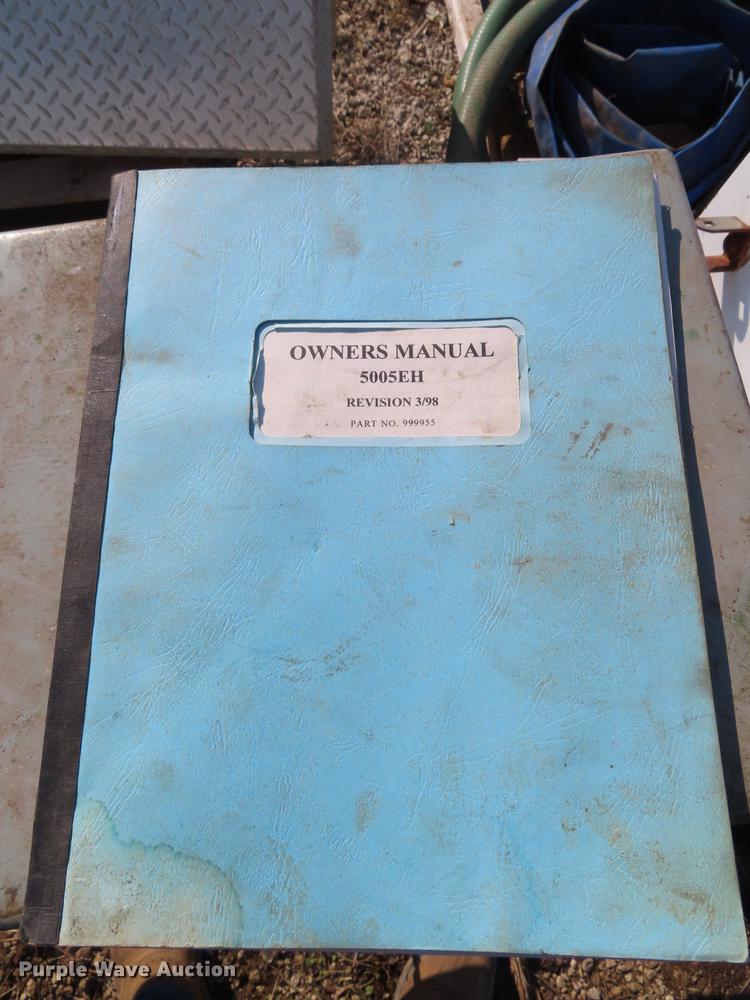 OWNERS MANUAL
5005EH
REVISION 3/98
PART NO. 999955
Purple Wave Auction